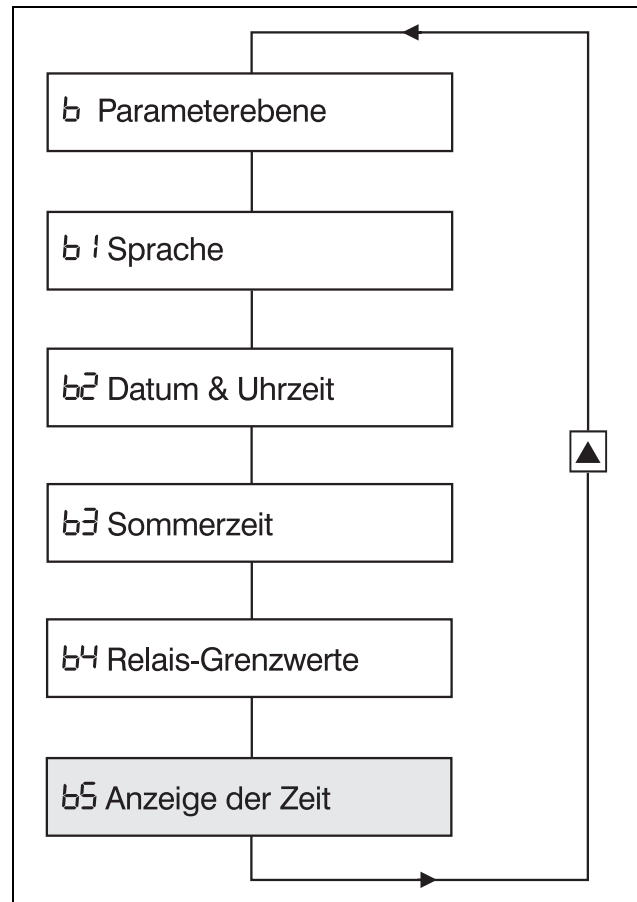 b Parameterebene
b1 Sprache
b2 Datum & Uhrzeit
b3 Sommerzeit
b4 Relais-Grenzwerte
b5 Anzeige der Zeit